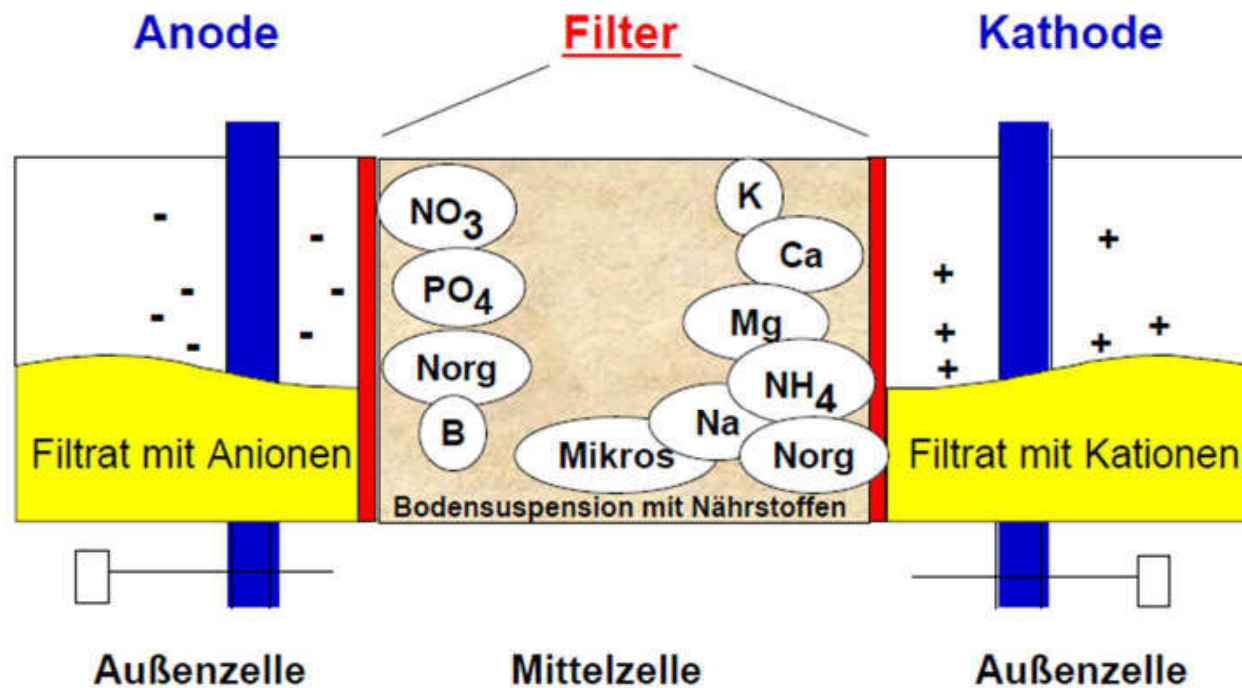 Anode Filter Kathode
- - - - - - -
+ + + + + +
NO3
PO4
Norg
B
K
Ca
Mg
NH4
Na
Mikros
Norg
Filtrat mit Anionen
Bodensuspension mit Nährstoffen
Filtrat mit Kationen
Außenzelle Mittelzelle Außenzelle